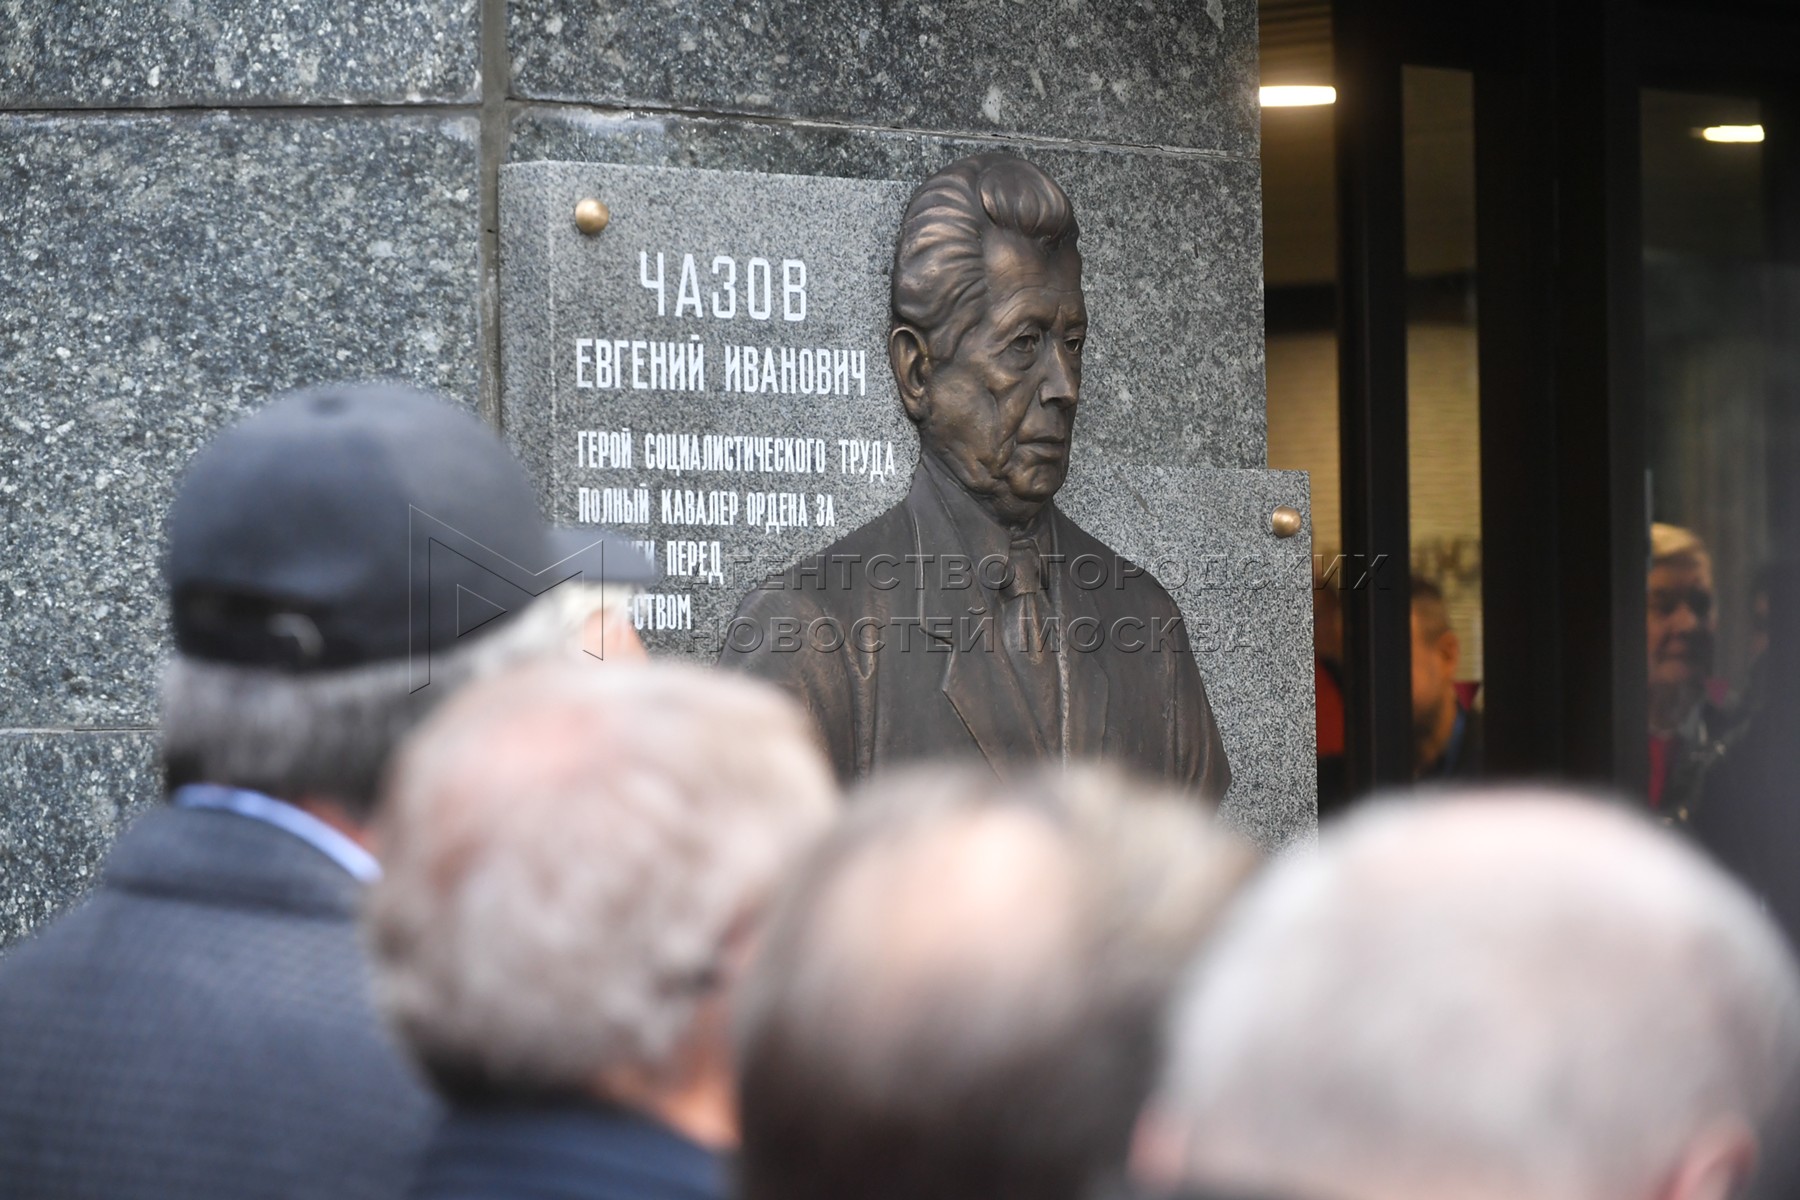 ЧАЗОВ
ЕВГЕНИЙ ИВАНОВИЧ
ГЕРОЙ СОЦИАЛИСТИЧЕСКОГО ТРУДА
ПОЛНЫЙ КАВАЛЕР ОРДЕНА ЗА
ПЕРЕД
АГЕНТСТВО ГОРОДСКИХ
НОВОСТЕЙ МОСКВА